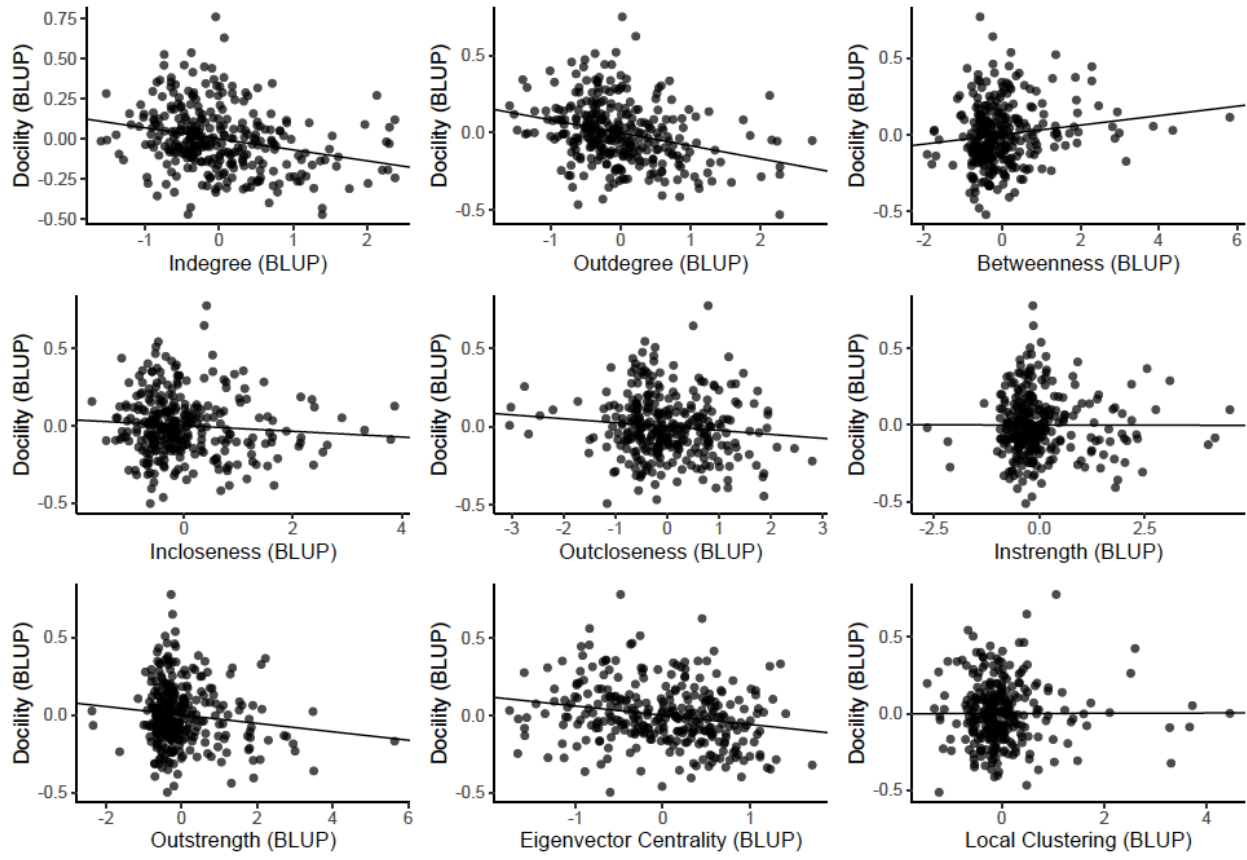 Docility (BLUP)
0.75
0.50
0.25
0.00
-0.25
-0.50
-1 0 1 2
Indegree (BLUP)
Docility (BLUP)
0.5
0.0
-0.5
-1 0 1 2
Outdegree (BLUP)
Docility (BLUP)
0.5
0.0
-0.5
-2 0 2 4 6
Betweenness (BLUP)
Docility (BLUP)
0.5
0.0
-0.5
0 2 4
Incloseness (BLUP)
Docility (BLUP)
0.5
0.0
-0.5
-3 -2 -1 0 1 2 3
Outcloseness (BLUP)
Docility (BLUP)
0.5
0.0
-0.5
-2.5 0.0 2.5
Instrength (BLUP)
Docility (BLUP)
0.5
0.0
-0.5
-2 0 2 4 6
Outstrength (BLUP)
Docility (BLUP)
0.5
0.0
-0.5
-1 0 1
Eigenvector Centrality (BLUP)
Docility (BLUP)
0.5
0.0
-0.5
0 2 4
Local Clustering (BLUP)